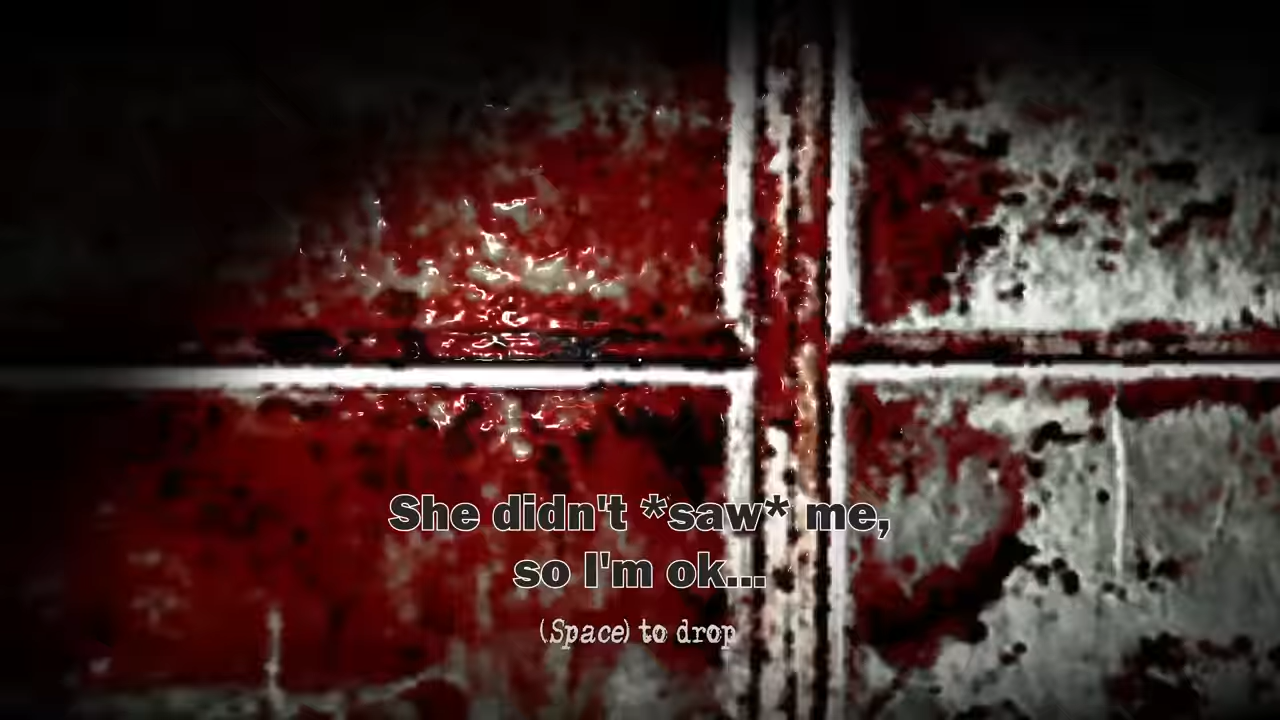 She didn't *saw* me,
so I'm ok...
(Space) to drop